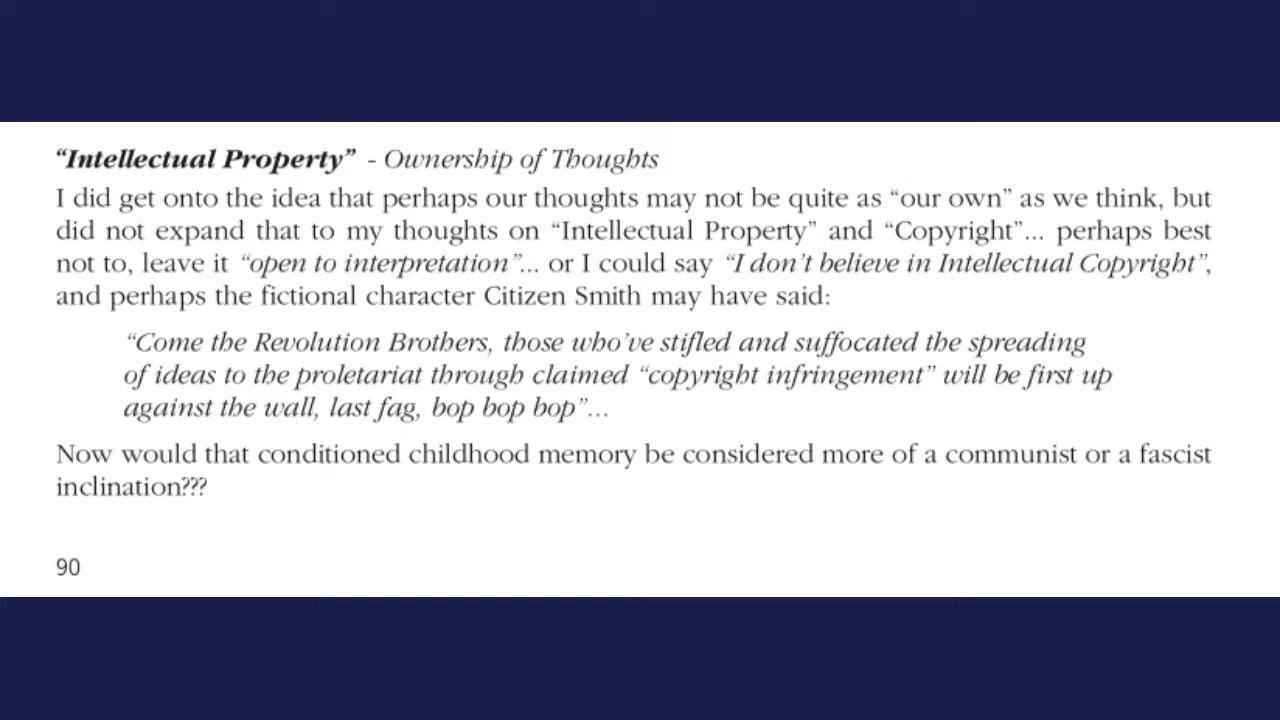 “Intellectual Property” - Ownership of Thoughts
I did get onto the idea that perhaps our thoughts may not be quite as “our own” as we think, but
did not expand that to my thoughts on “Intellectual Property” and “Copyright”... perhaps best
not to, leave it “open to interpretation”... or I could say “I don’t believe in Intellectual Copyright”,
and perhaps the fictional character Citizen Smith may have said:
“Come the Revolution Brothers, those who’ve stifled and suffocated the spreading
of ideas to the proletariat through claimed “copyright infringement” will be first up
against the wall, last fag, bop bop bop”...
Now would that conditioned childhood memory be considered more of a communist or a fascist
inclination???
90